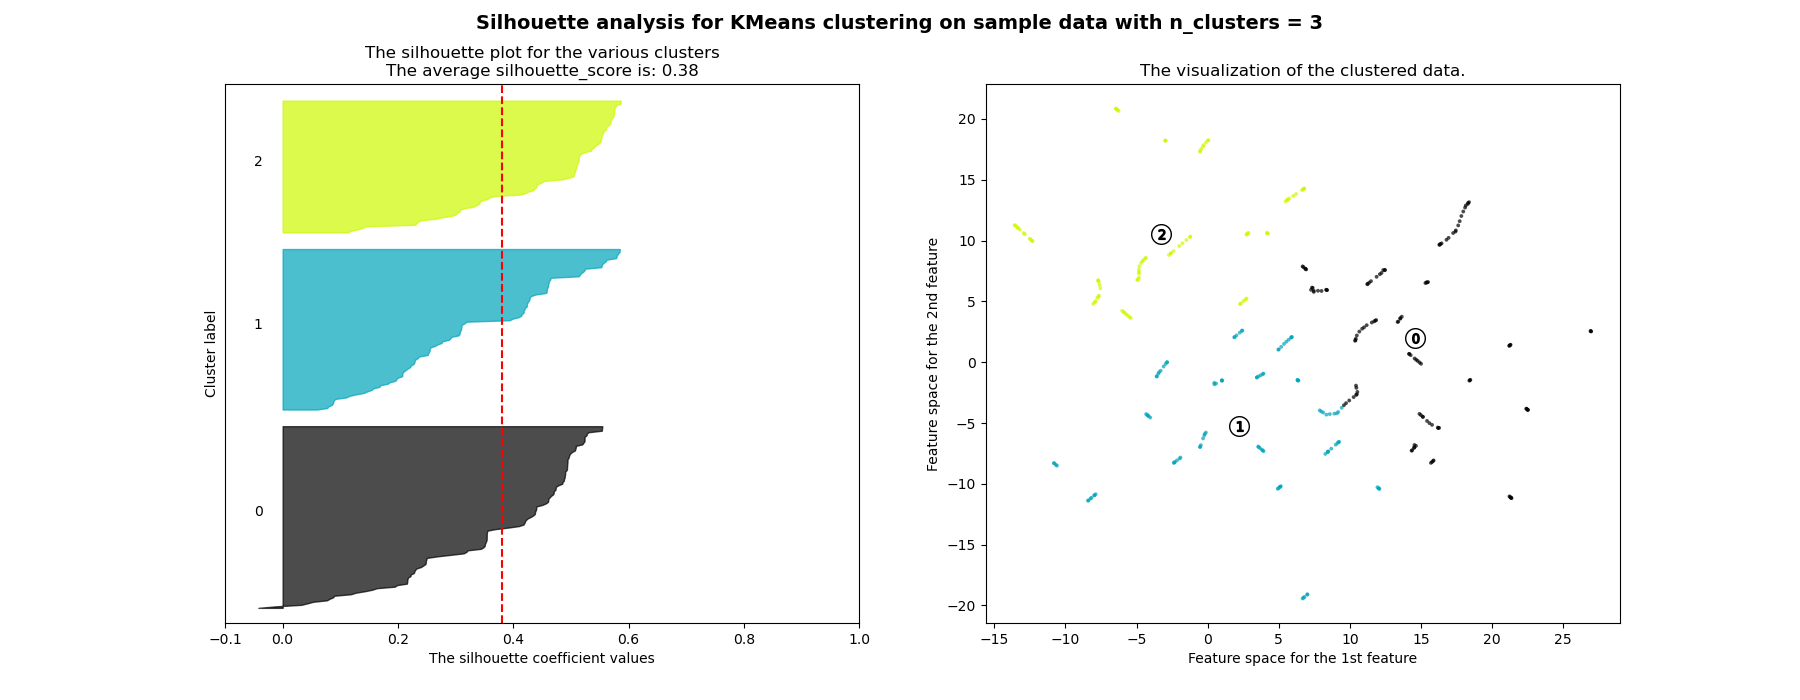 Silhouette analysis for KMeans clustering on sample data with n_clusters = 3
The silhouette plot for the various clusters
The average silhouette_score is: 0.38
2
1
0
Cluster label
−0.1 0.0 0.2 0.4 0.6 0.8 1.0
The silhouette coefficient values
The visualization of the clustered data.
20
15
10
5
0
−5
−10
−15
−20
Feature space for the 2nd feature
2
0
1
−15 −10 −5 0 5 10 15 20 25
Feature space for the 1st feature